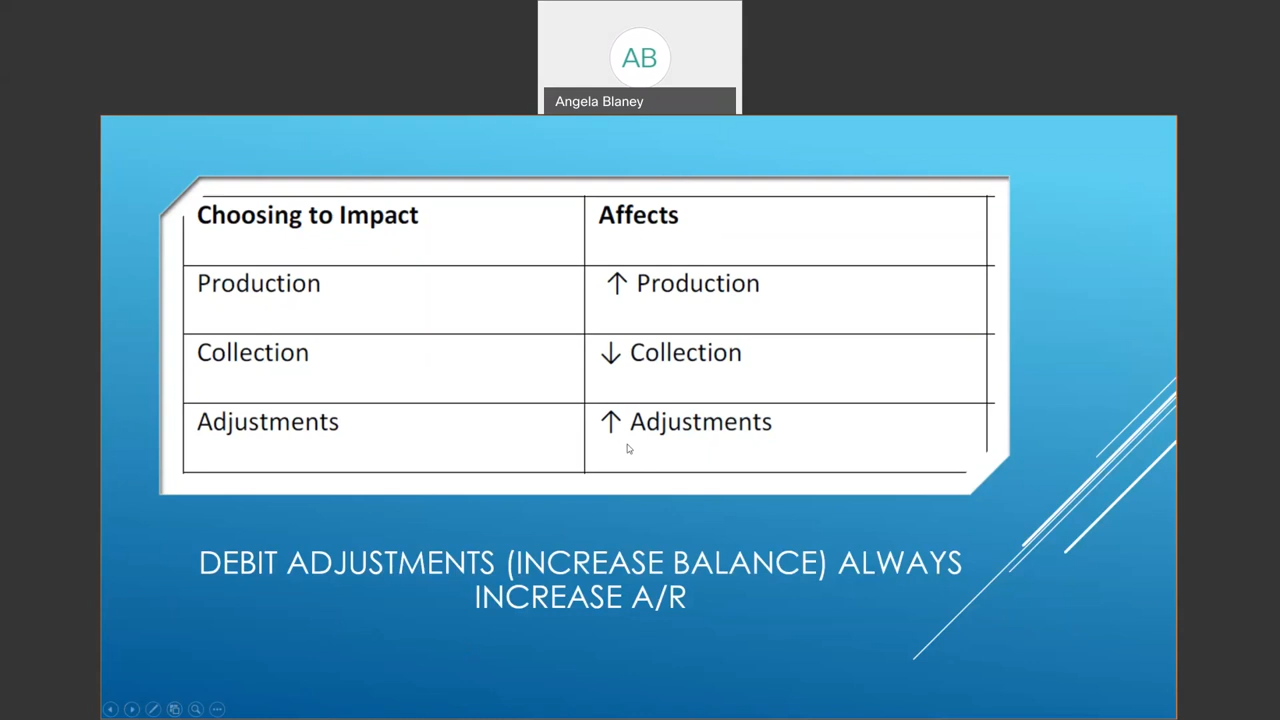 AB
Angela Blaney
Choosing to Impact
Affects
Production
↑ Production
Collection
↓ Collection
Adjustments
↑ Adjustments
DEBIT ADJUSTMENTS (INCREASE BALANCE) ALWAYS
INCREASE A/R